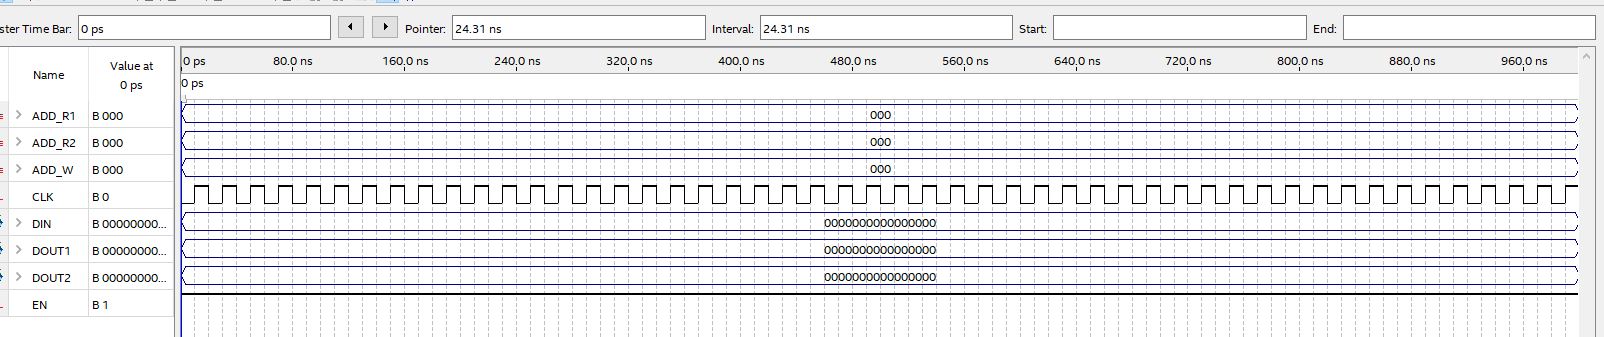 ster Time Bar: 0 ps Pointer: 24.31 ns Interval: 24.31 ns Start: End:
Name Value at 0 ps
0 ps 80.0 ns 160.0 ns 240.0 ns 320.0 ns 400.0 ns 480.0 ns 560.0 ns 640.0 ns 720.0 ns 800.0 ns 880.0 ns 960.0 ns
0 ps
ADD_R1 B 000 000
ADD_R2 B 000 000
ADD_W B 000 000
CLK B 0
DIN B 00000000... 0000000000000000
DOUT1 B 00000000... 0000000000000000
DOUT2 B 00000000... 0000000000000000
EN B 1